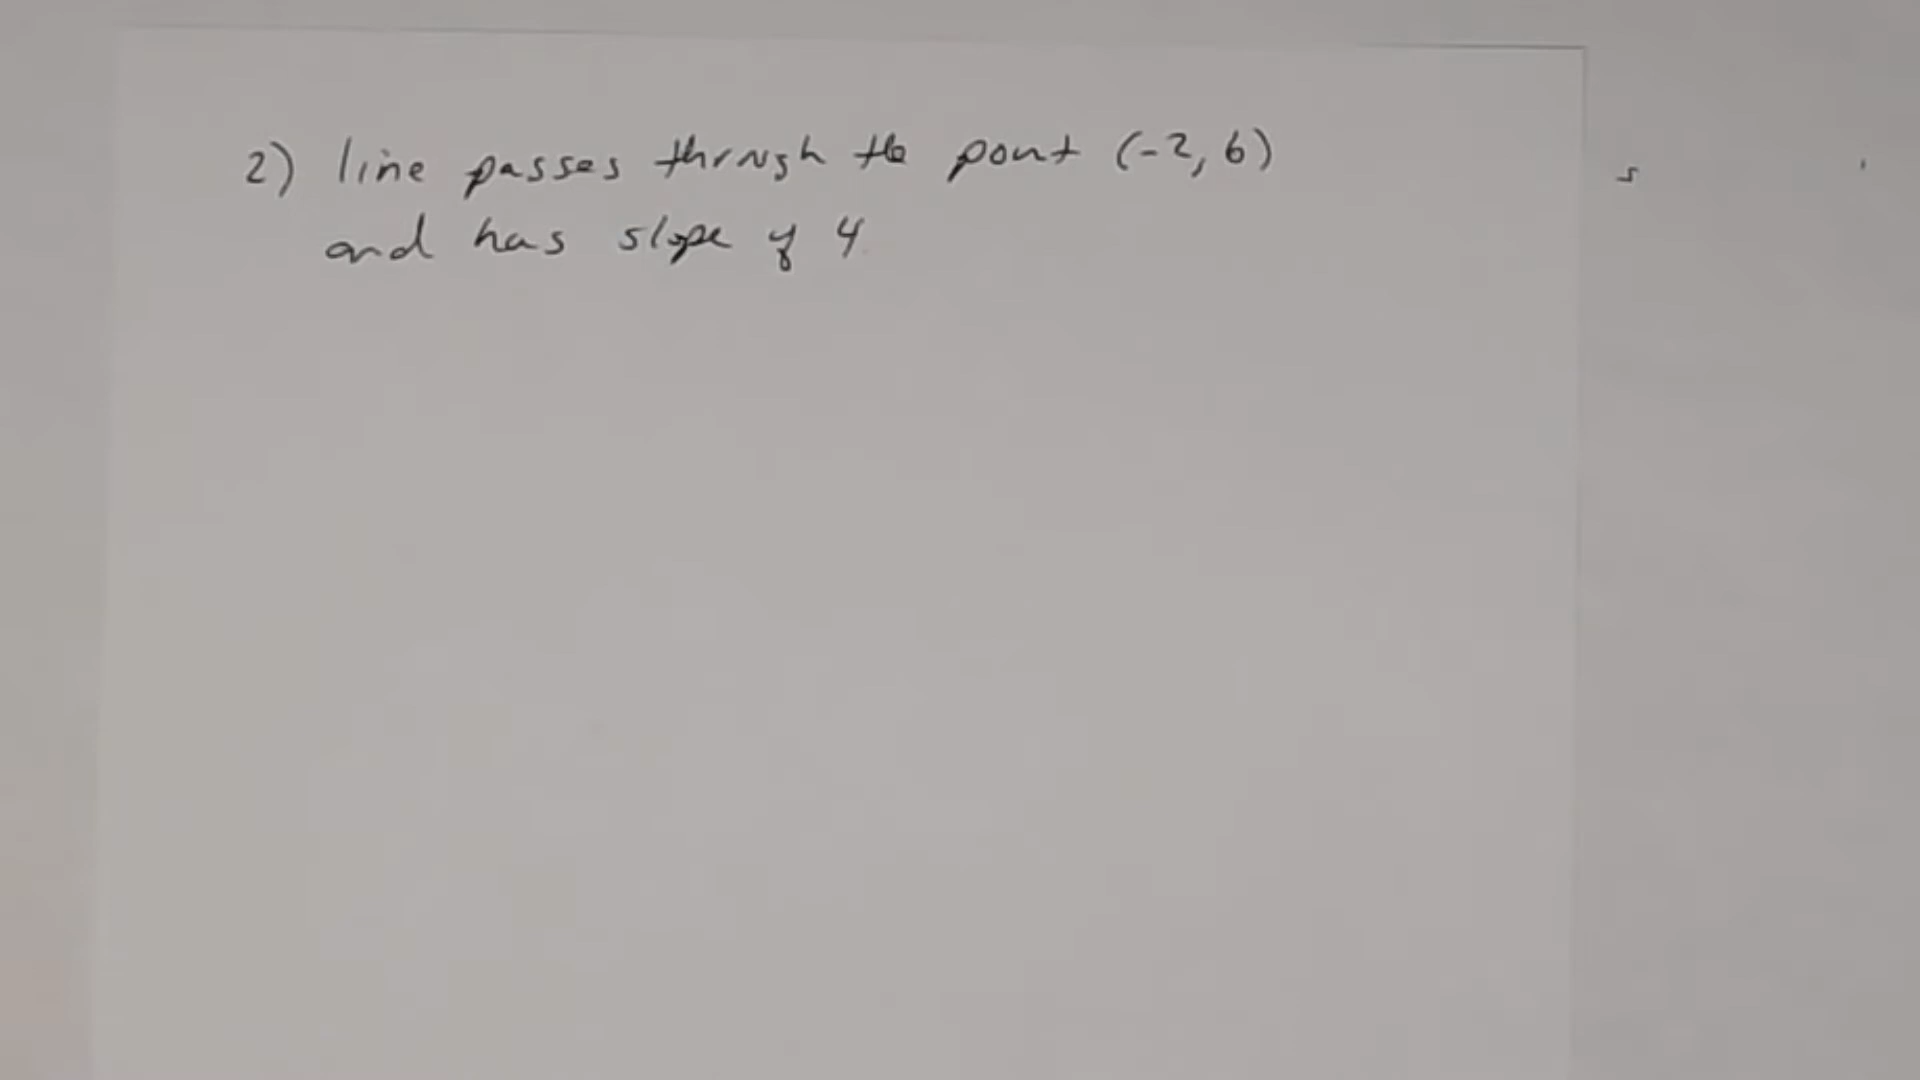 2) line passes through the point (-2, 6)
and has slope of 4
s